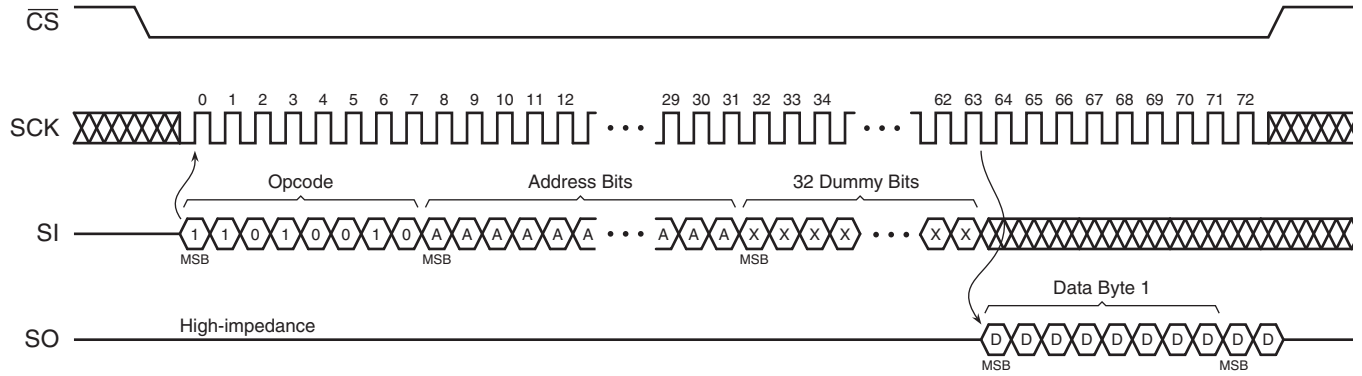 CS
SCK 0 1 2 3 4 5 6 7 8 9 10 11 12 29 30 31 32 33 34 62 63 64 65 66 67 68 69 70 71 72
Opcode Address Bits 32 Dummy Bits
SI 1 1 0 1 0 0 1 0 A A A A A A A A A X X X X X X
MSB MSB MSB
Data Byte 1
High-impedance
SO D D D D D D D D D D
MSB MSB